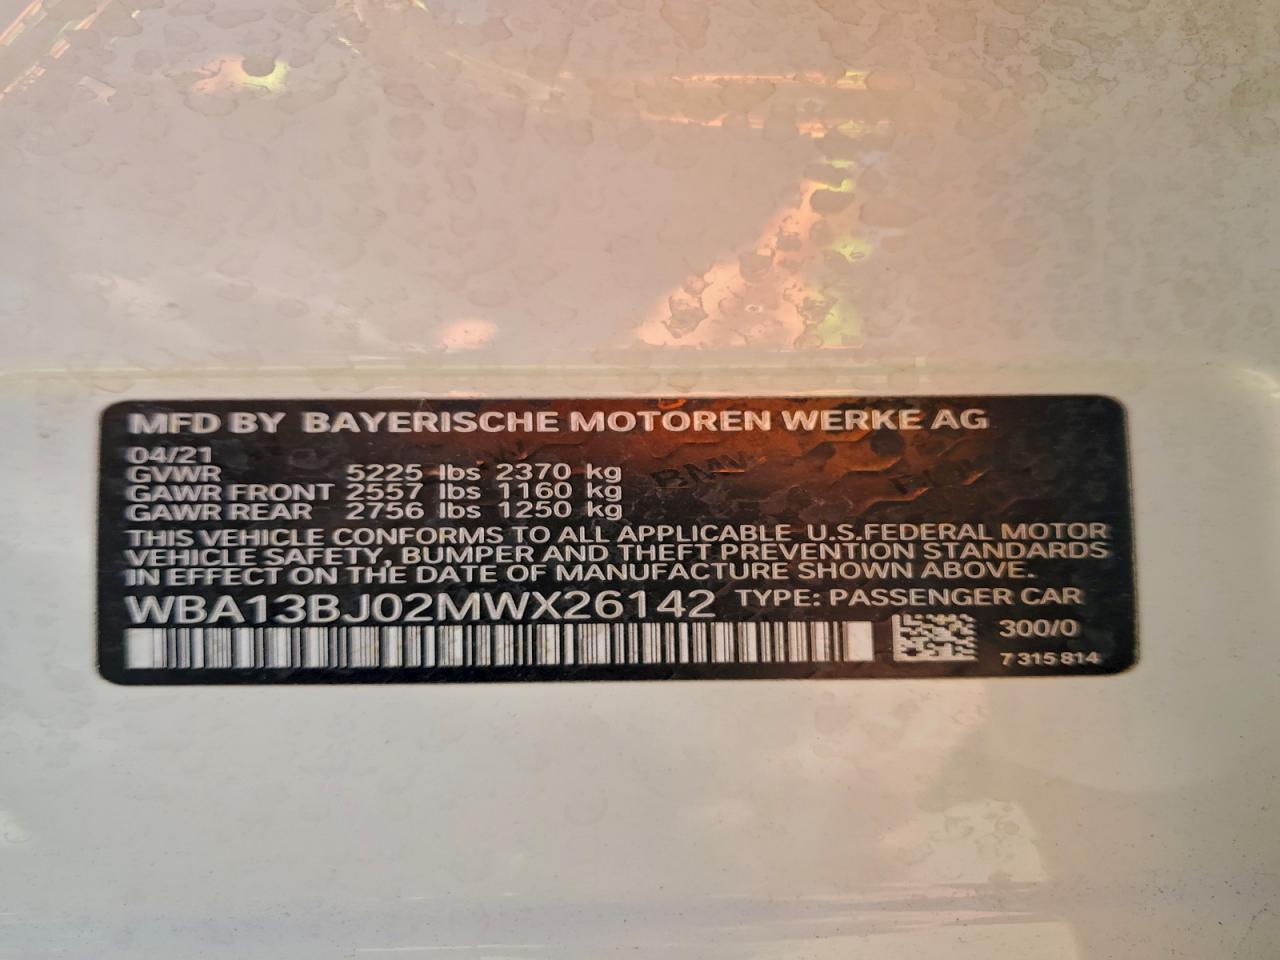 MFD BY BAYERISCHE MOTOREN WERKE AG
04/21
GVWR 5225 lbs 2370 kg
GAWR FRONT 2557 lbs 1160 kg
GAWR REAR 2756 lbs 1250 kg
THIS VEHICLE CONFORMS TO ALL APPLICABLE U.S.FEDERAL MOTOR
VEHICLE SAFETY, BUMPER AND THEFT PREVENTION STANDARDS
IN EFFECT ON THE DATE OF MANUFACTURE SHOWN ABOVE.
WBA13BJ02MWX26142 TYPE: PASSENGER CAR
300/0
7 315 814
BMW